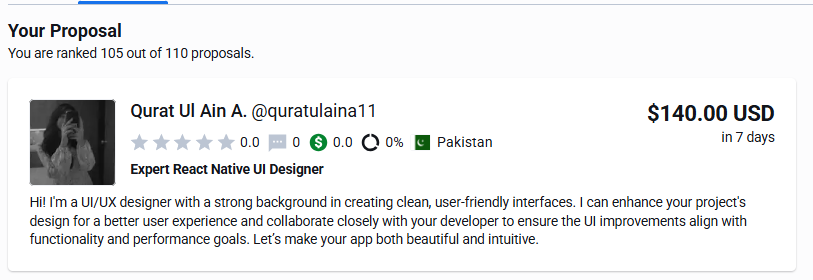 Your Proposal
You are ranked 105 out of 110 proposals.
Qurat Ul Ain A. @quratulaina11
$140.00 USD
0.0 0 0.0 0% Pakistan
in 7 days
Expert React Native UI Designer
Hi! I'm a UI/UX designer with a strong background in creating clean, user-friendly interfaces. I can enhance your project's
design for a better user experience and collaborate closely with your developer to ensure the UI improvements align with
functionality and performance goals. Let’s make your app both beautiful and intuitive.